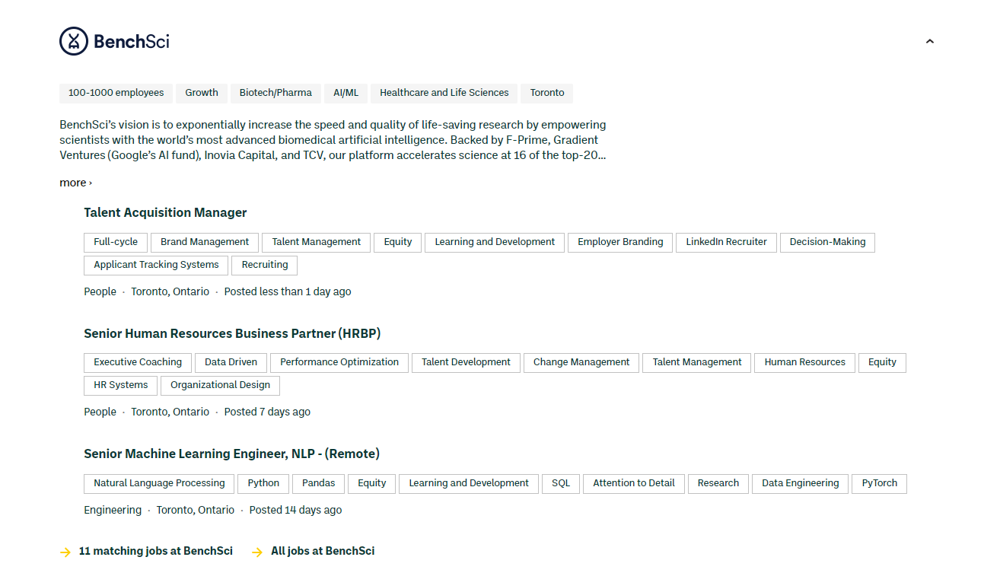 BenchSci
100-1000 employees Growth Biotech/Pharma AI/ML Healthcare and Life Sciences Toronto
BenchSci’s vision is to exponentially increase the speed and quality of life-saving research by empowering
scientists with the world’s most advanced biomedical artificial intelligence. Backed by F-Prime, Gradient
Ventures (Google’s AI fund), Inovia Capital, and TCV, our platform accelerates science at 16 of the top-20...
more ›
Talent Acquisition Manager
Full-cycle Brand Management Talent Management Equity Learning and Development Employer Branding LinkedIn Recruiter Decision-Making
Applicant Tracking Systems Recruiting
People · Toronto, Ontario · Posted less than 1 day ago
Senior Human Resources Business Partner (HRBP)
Executive Coaching Data Driven Performance Optimization Talent Development Change Management Talent Management Human Resources Equity
HR Systems Organizational Design
People · Toronto, Ontario · Posted 7 days ago
Senior Machine Learning Engineer, NLP - (Remote)
Natural Language Processing Python Pandas Equity Learning and Development SQL Attention to Detail Research Data Engineering PyTorch
Engineering · Toronto, Ontario · Posted 14 days ago
→ 11 matching jobs at BenchSci → All jobs at BenchSci